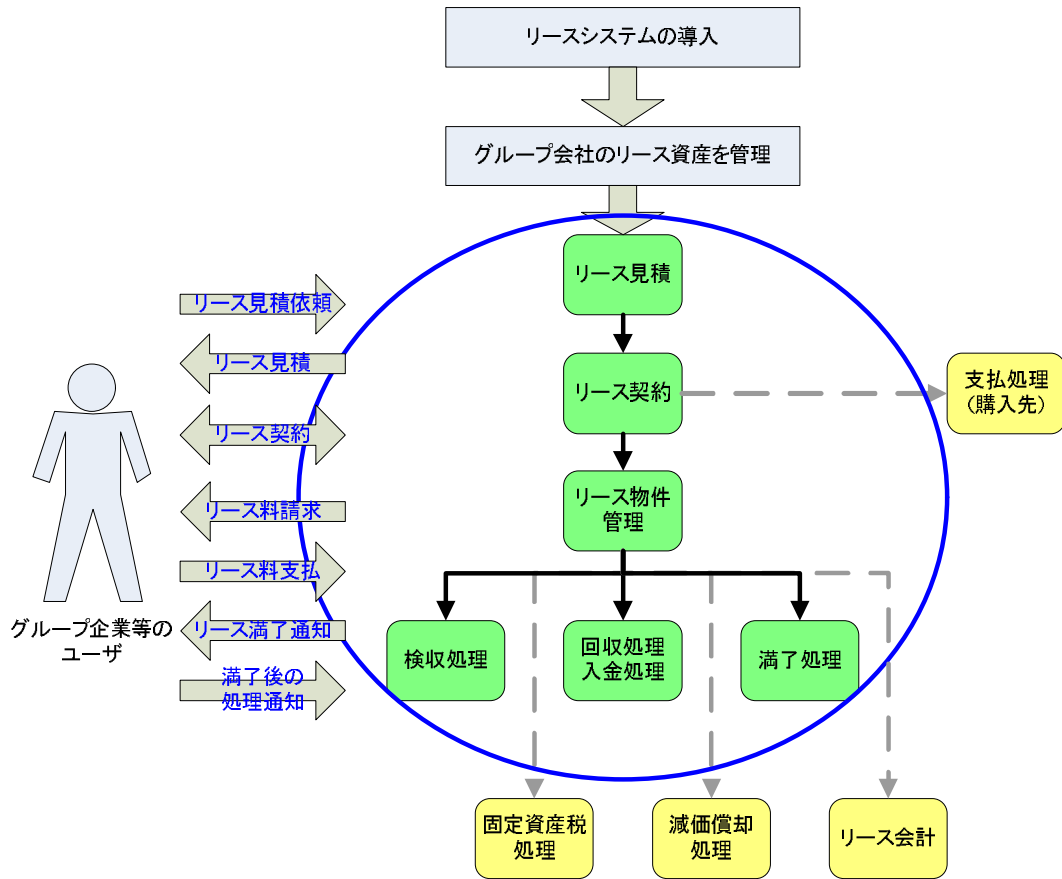 リースシステムの導入
グループ会社のリース資産を管理
リース見積
リース見積依頼
リース見積
リース契約
支払処理
（購入先）
リース契約
リース物件
管理
リース料請求
リース料支払
グループ企業等の
ユーザ
リース満了通知
検収処理
回収処理
入金処理
満了処理
満了後の
処理通知
固定資産税
処理
減価償却
処理
リース会計